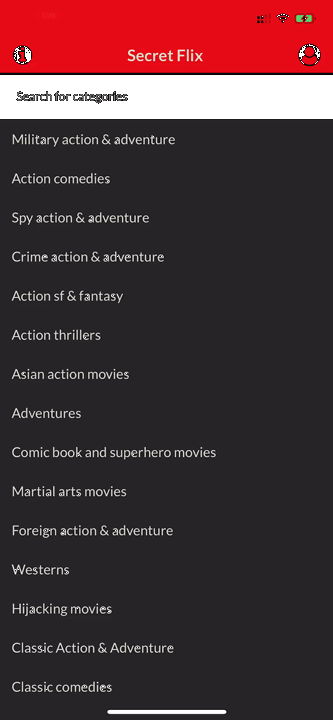 Secret Flix
Search for categories
Military action & adventure
Action comedies
Spy action & adventure
Crime action & adventure
Action sf & fantasy
Action thrillers
Asian action movies
Adventures
Comic book and superhero movies
Martial arts movies
Foreign action & adventure
Westerns
Hijacking movies
Classic Action & Adventure
Classic comedies